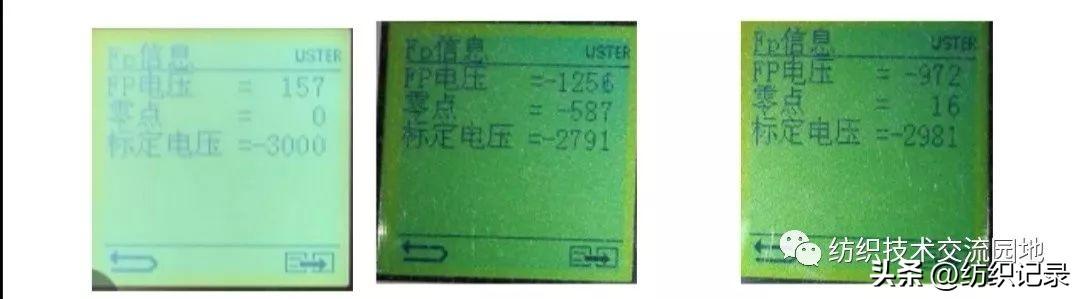 Fp信息 USTER
FP电压 = 157
零点 = 0
标定电压 =-3000
Fp信息 USTER
FP电压 =-1256
零点 = -587
标定电压 =-2791
Fp信息 USTER
FP电压 = -972
零点 = 16
标定电压 =-2981
纺织技术交流园地
头条 @纺织记录